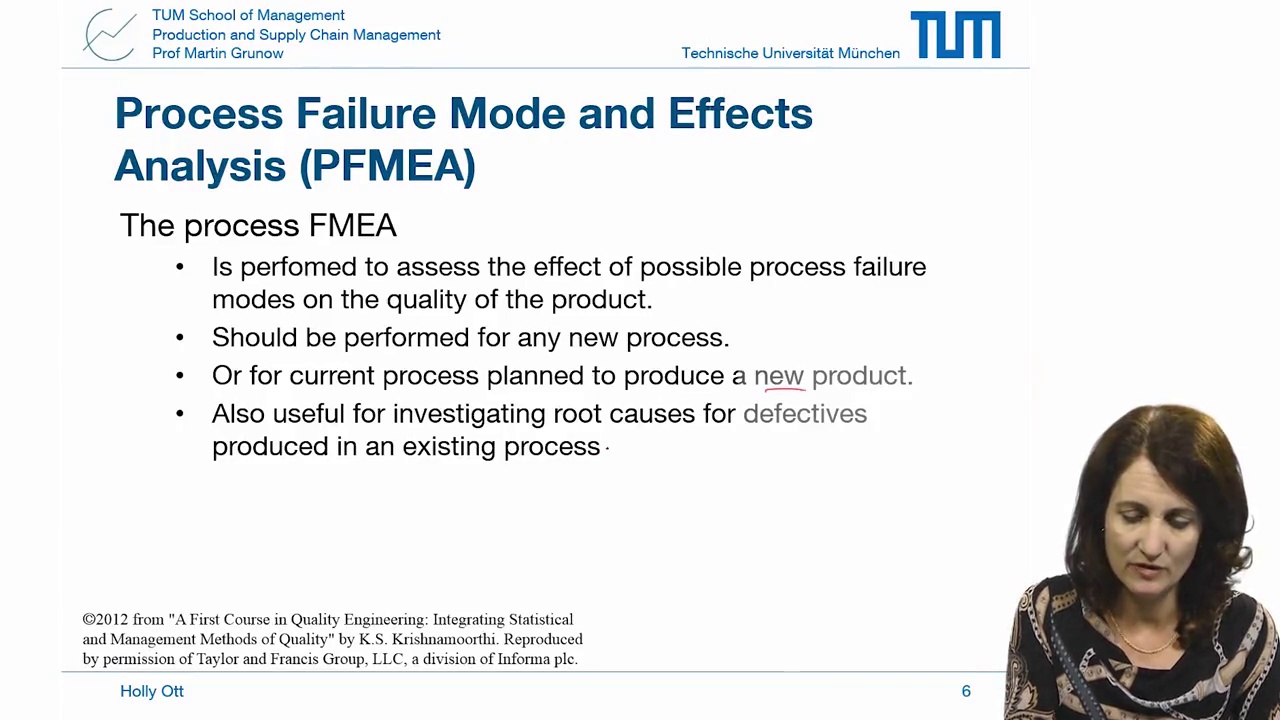 TUM School of Management
Production and Supply Chain Management
Prof Martin Grunow
Technische Universität München
TUM
Process Failure Mode and Effects
Analysis (PFMEA)
The process FMEA
• Is perfomed to assess the effect of possible process failure
modes on the quality of the product.
• Should be performed for any new process.
• Or for current process planned to produce a new product.
• Also useful for investigating root causes for defectives
produced in an existing process
©2012 from "A First Course in Quality Engineering: Integrating Statistical
and Management Methods of Quality" by K.S. Krishnamoorthi. Reproduced
by permission of Taylor and Francis Group, LLC, a division of Informa plc.
Holly Ott
6